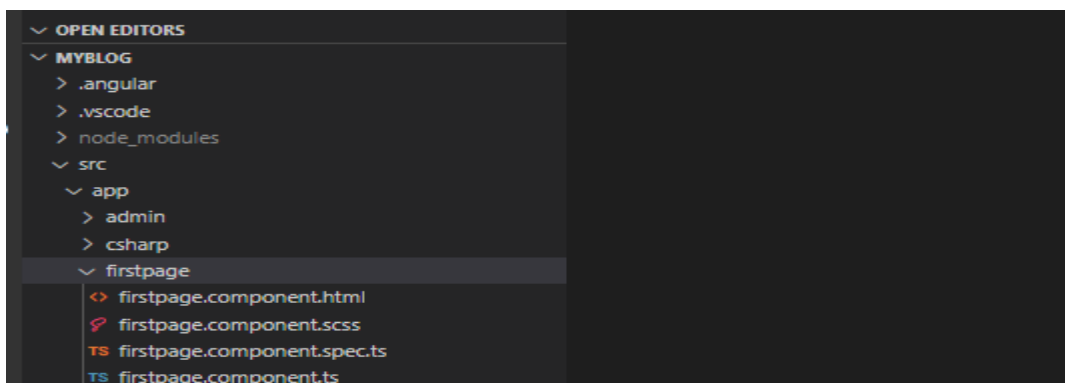 OPEN EDITORS
MYBLOG
.angular
.vscode
node_modules
src
app
admin
csharp
firstpage
firstpage.component.html
firstpage.component.scss
TS firstpage.component.spec.ts
TS firstpage.component.ts